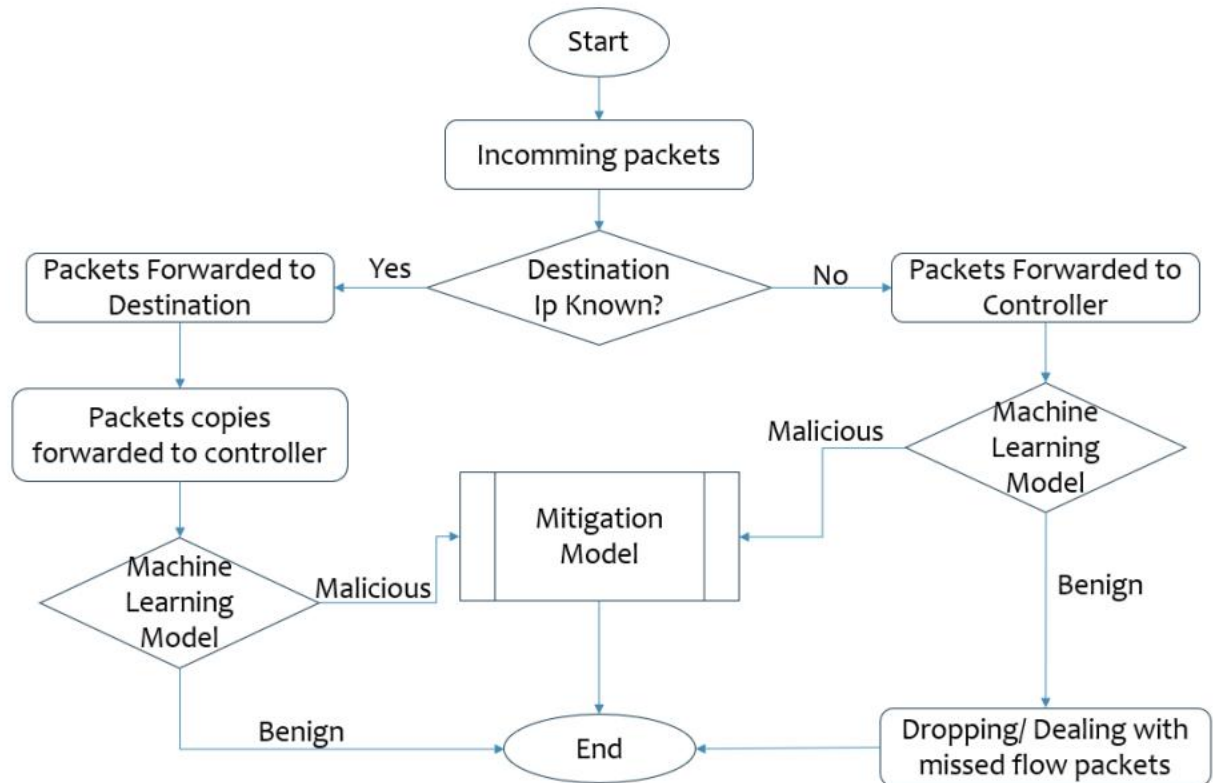 Start
Incomming packets
Packets Forwarded to
Destination
Yes
Destination
Ip Known?
No
Packets Forwarded to
Controller
Packets copies
forwarded to controller
Malicious
Machine
Learning
Model
Mitigation
Model
Machine
Learning
Model
Malicious
Benign
Benign
End
Dropping/ Dealing with
missed flow packets